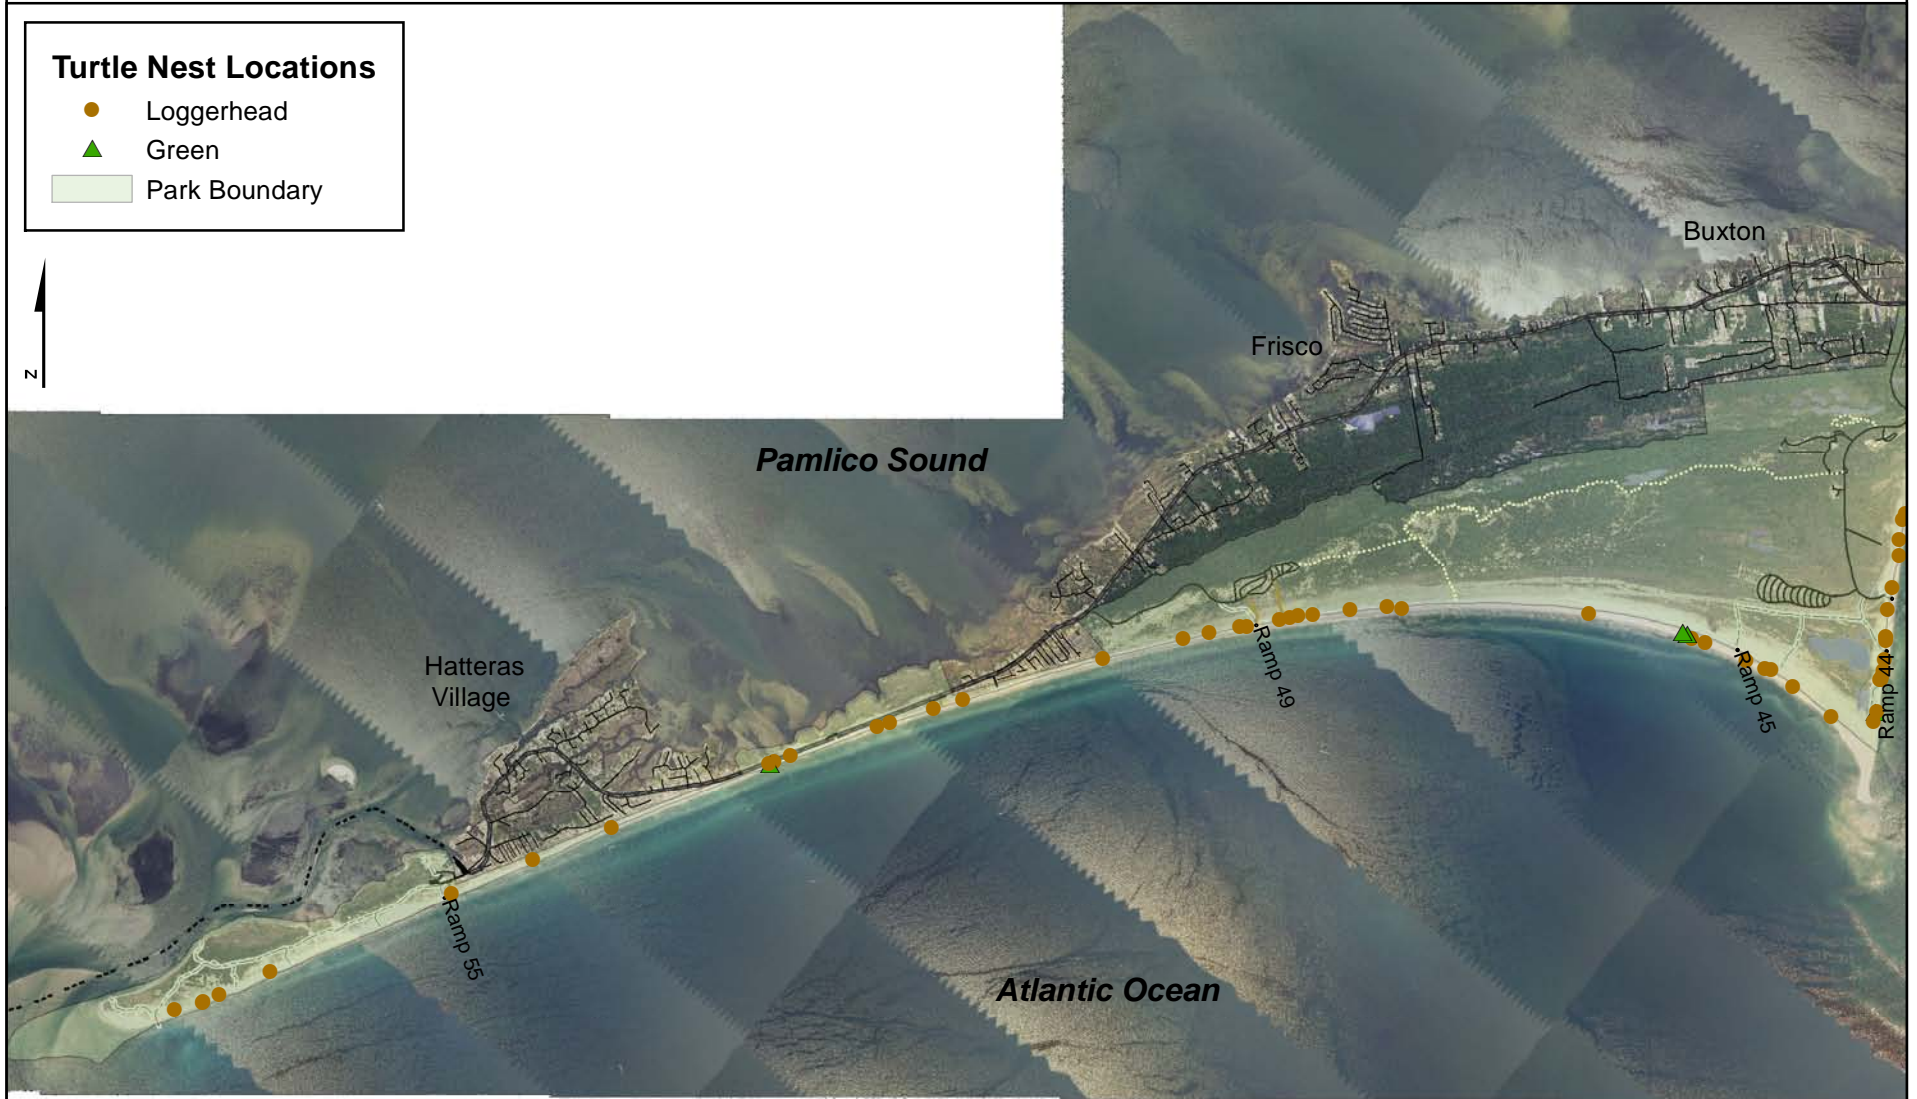 Turtle Nest Locations
Loggerhead
Green
Park Boundary
N
Buxton
Frisco
Pamlico Sound
Hatteras
Village
Ramp 49
Ramp 45
Ramp 44
Ramp 55
Atlantic Ocean